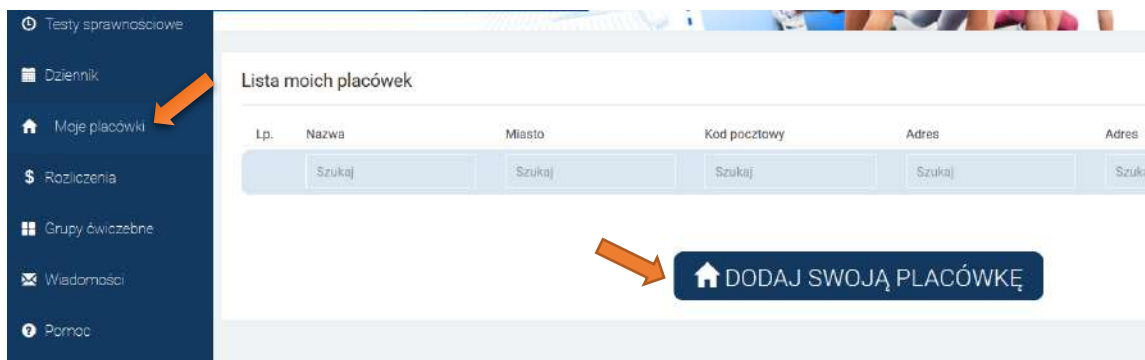 Testy sprawnościowe
Dziennik
Moje placówki
Rozliczenia
Grupy ćwiczebne
Wiadomości
Pomoc
Lista moich placówek
Lp. Nazwa Miasto Kod pocztowy Adres Adres
Szukaj Szukaj Szukaj Szukaj
DODAJ SWOJĄ PLACÓWKĘ